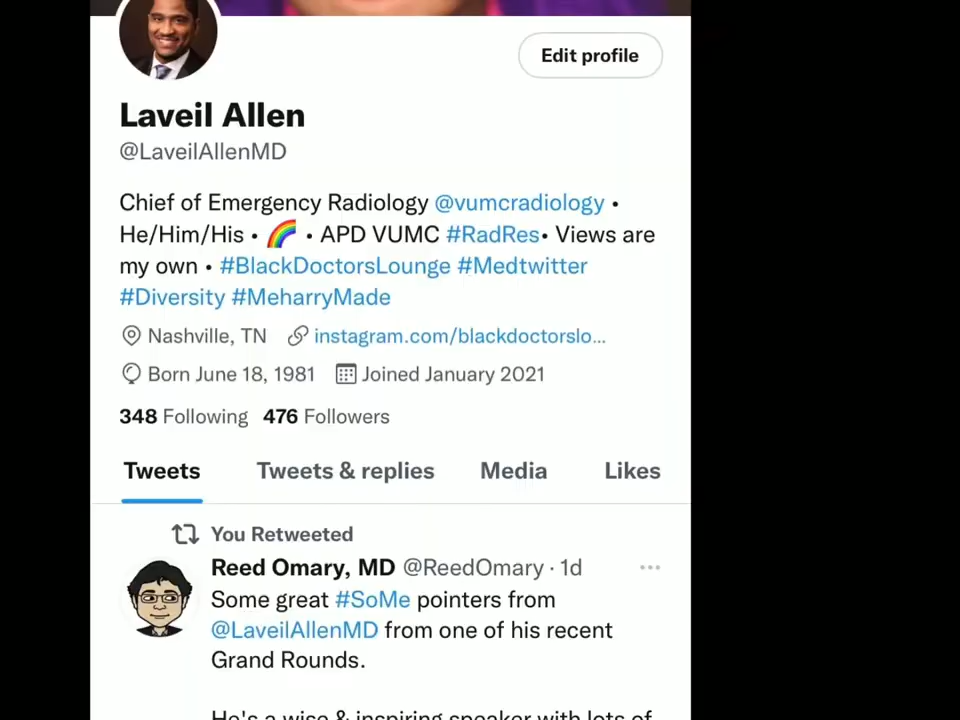 Edit profile
Laveil Allen
@LaveilAllenMD
Chief of Emergency Radiology @vumcradiology •
He/Him/His • 🌈 • APD VUMC #RadRes• Views are
my own • #BlackDoctorsLounge #Medtwitter
#Diversity #MeharryMade
Nashville, TN instagram.com/blackdoctorslo...
Born June 18, 1981 Joined January 2021
348 Following 476 Followers
Tweets Tweets & replies Media Likes
You Retweeted
Reed Omary, MD @ReedOmary · 1d
Some great #SoMe pointers from
@LaveilAllenMD from one of his recent
Grand Rounds.
He's a wise & inspiring speaker with lots of